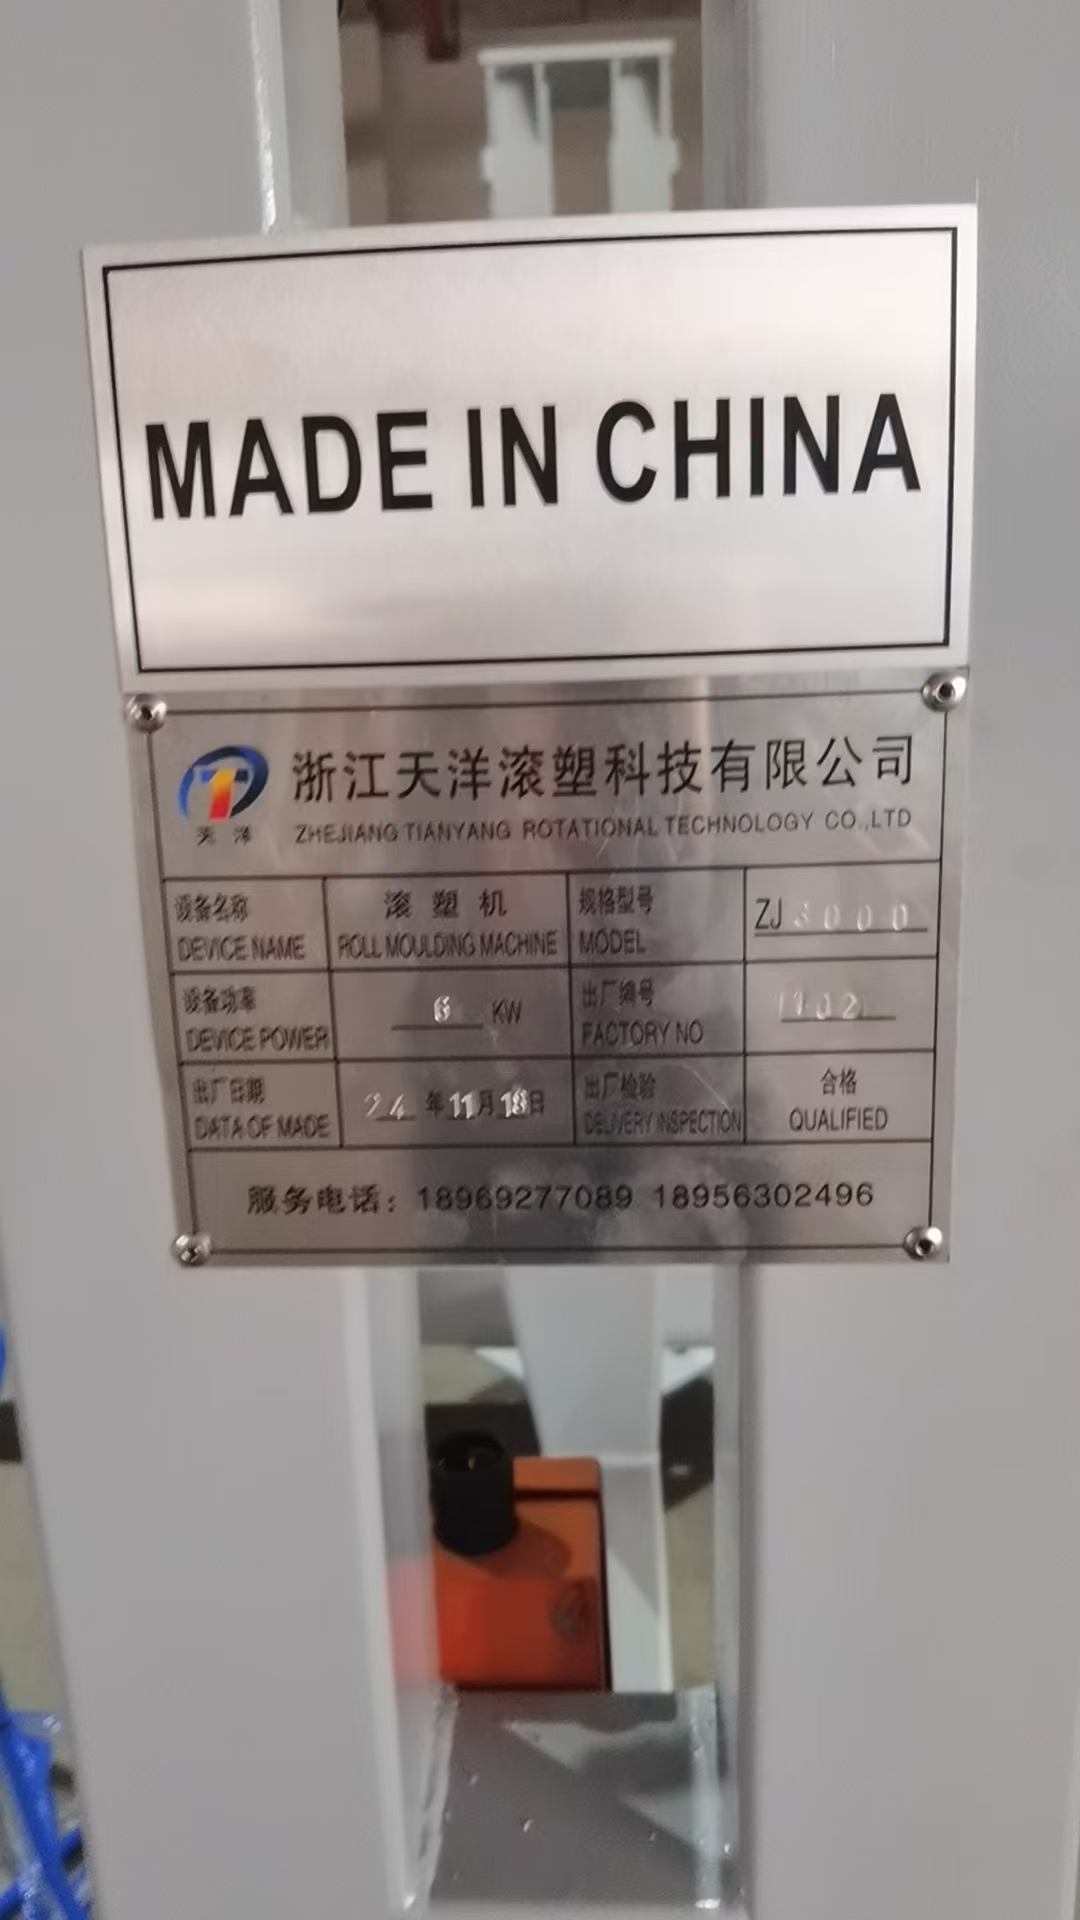 MADE IN CHINA
天洋
浙江天洋滚塑科技有限公司
ZHEJIANG TIANYANG ROTATIONAL TECHNOLOGY CO.,LTD
设备名称 滚塑机 规格型号 ZJ
DEVICE NAME ROLL MOULDING MACHINE MODEL
设备功率 6 KW 出厂编号
DEVICE POWER FACTORY NO
出厂日期 24 年 11 月 18 日 出厂检验 合格
DATA OF MADE DELIVERY INSPECTION QUALIFIED
服务电话: 18969277089 18956302496